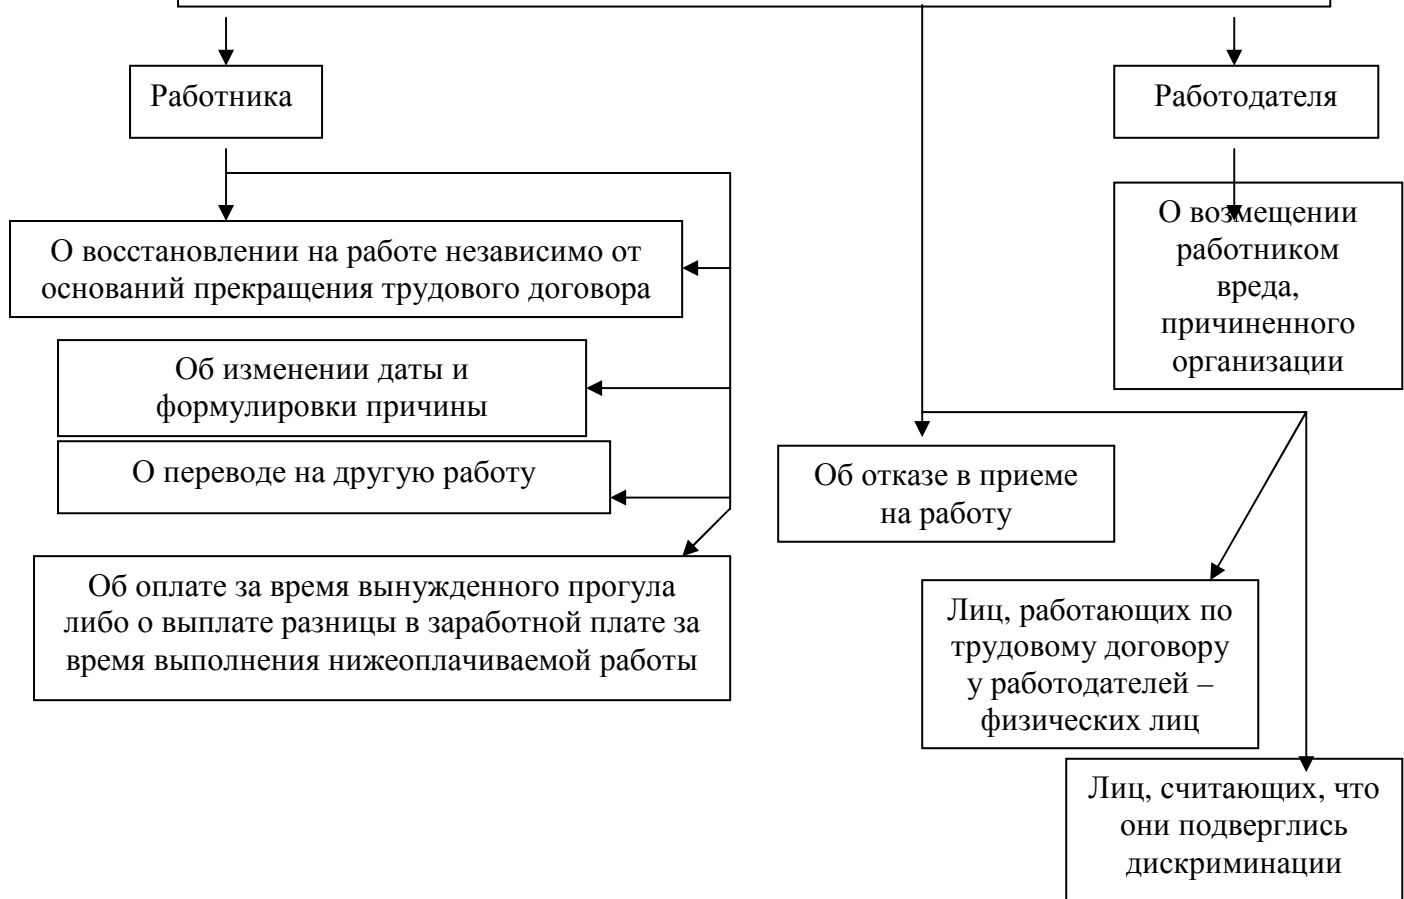 Работника
Работодателя
О восстановлении на работе независимо от
оснований прекращения трудового договора
Об изменении даты и
формулировки причины
О переводе на другую работу
Об оплате за время вынужденного прогула
либо о выплате разницы в заработной плате за
время выполнения нижеоплачиваемой работы
О возмещении
работником
вреда,
причиненного
организации
Об отказе в приеме
на работу
Лиц, работающих по
трудовому договору
у работодателей –
физических лиц
Лиц, считающих, что
они подверглись
дискриминации